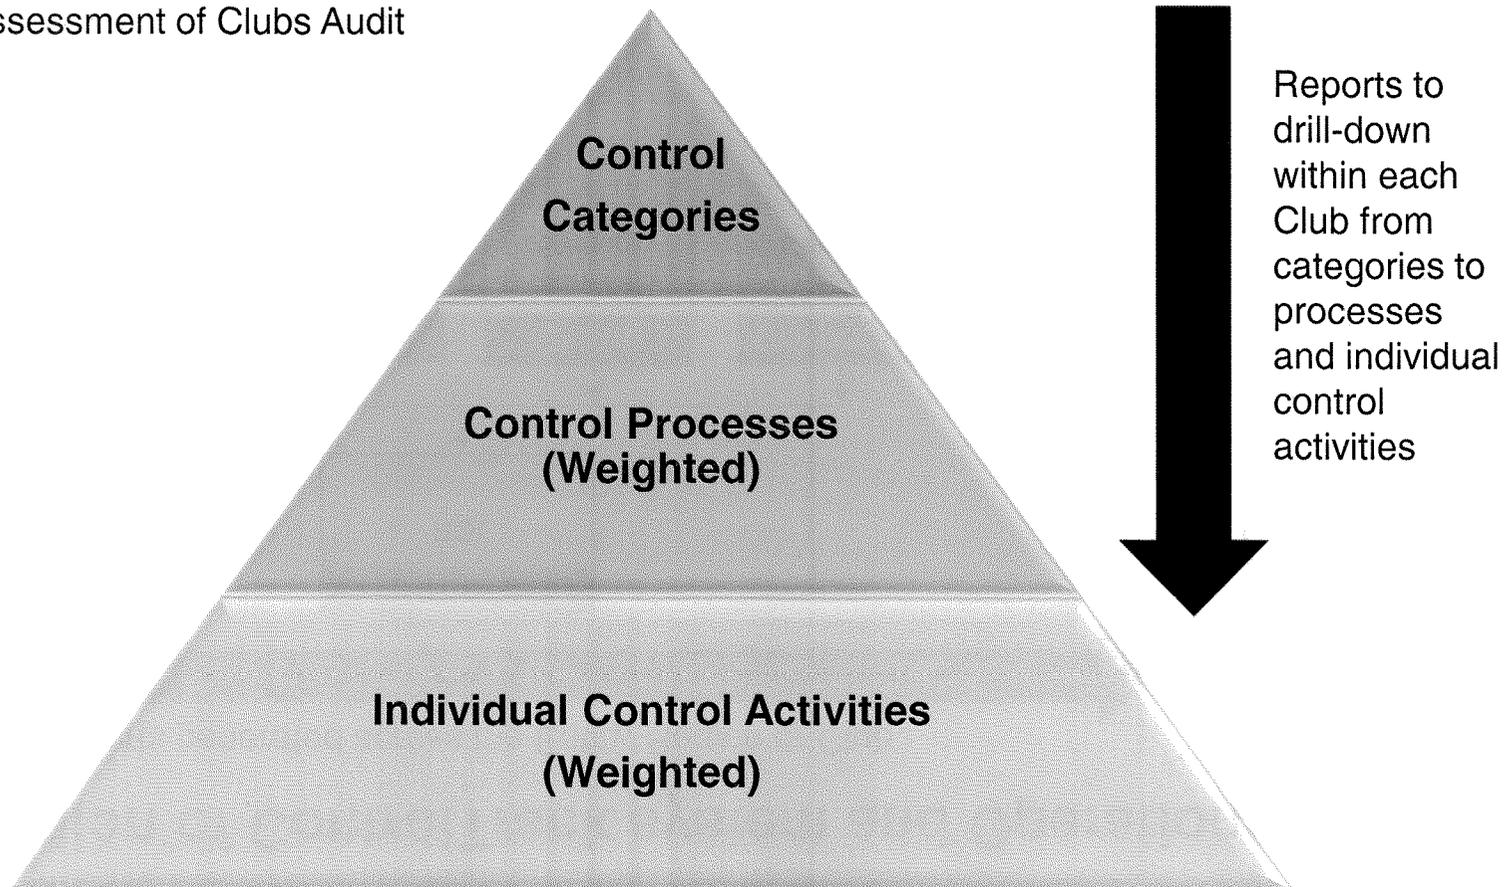 ssessment of Clubs Audit
Control
Categories
Control Processes
(Weighted)
Individual Control Activities
(Weighted)
Reports to
drill-down
within each
Club from
categories to
processes
and individual
control
activities